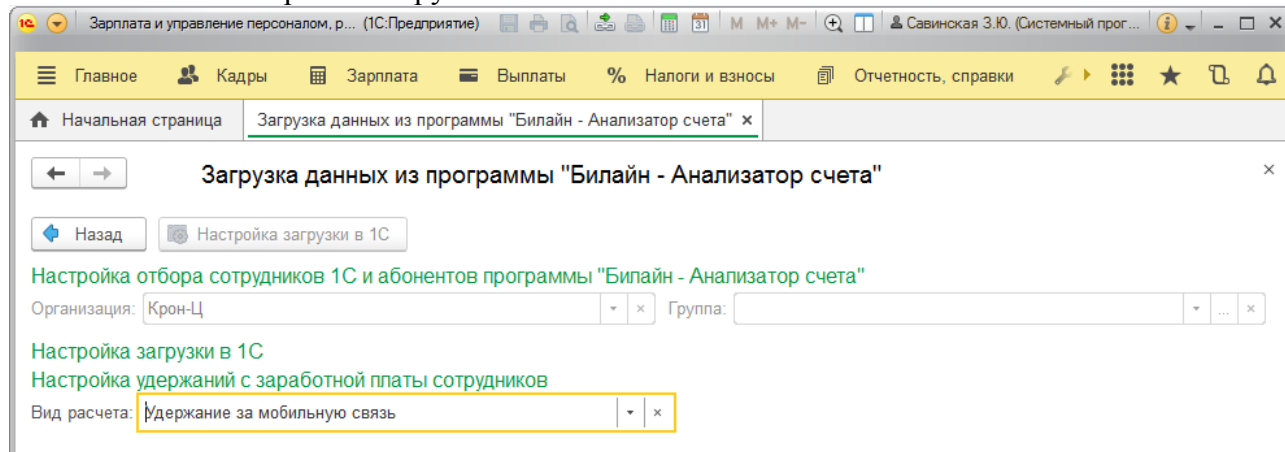 Зарплата и управление персоналом, р... (1С:Предприятие) M M+ M- Савинская З.Ю. (Системный прог...
Главное Кадры Зарплата Выплаты % Налоги и взносы Отчетность, справки
Начальная страница Загрузка данных из программы "Билайн - Анализатор счета" ×
Загрузка данных из программы "Билайн - Анализатор счета"
Назад Настройка загрузки в 1С
Настройка отбора сотрудников 1С и абонентов программы "Билайн - Анализатор счета"
Организация: Крон-Ц Группа: ...
Настройка загрузки в 1С
Настройка удержаний с заработной платы сотрудников
Вид расчета: Удержание за мобильную связь